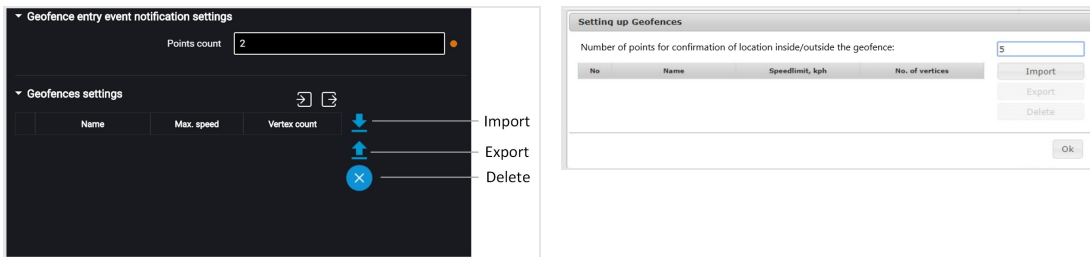 Geofence entry event notification settings
Points count 2
Geofences settings
Name Max. speed Vertex count
Import
Export
Delete
Setting up Geofences
Number of points for confirmation of location inside/outside the geofence: 5
No Name Speedlimit, kph No. of vertices
Import
Export
Delete
Ok